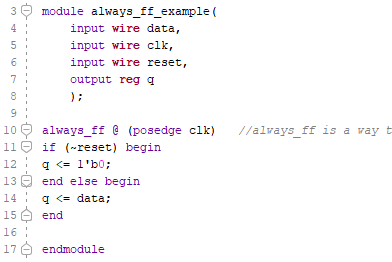 3 module always_ff_example(
4 input wire data,
5 input wire clk,
6 input wire reset,
7 output reg q
8 );
9
10 always_ff @ (posedge clk) //always_ff is a way t
11 if (~reset) begin
12 q <= 1'b0;
13 end else begin
14 q <= data;
15 end
16
17 endmodule